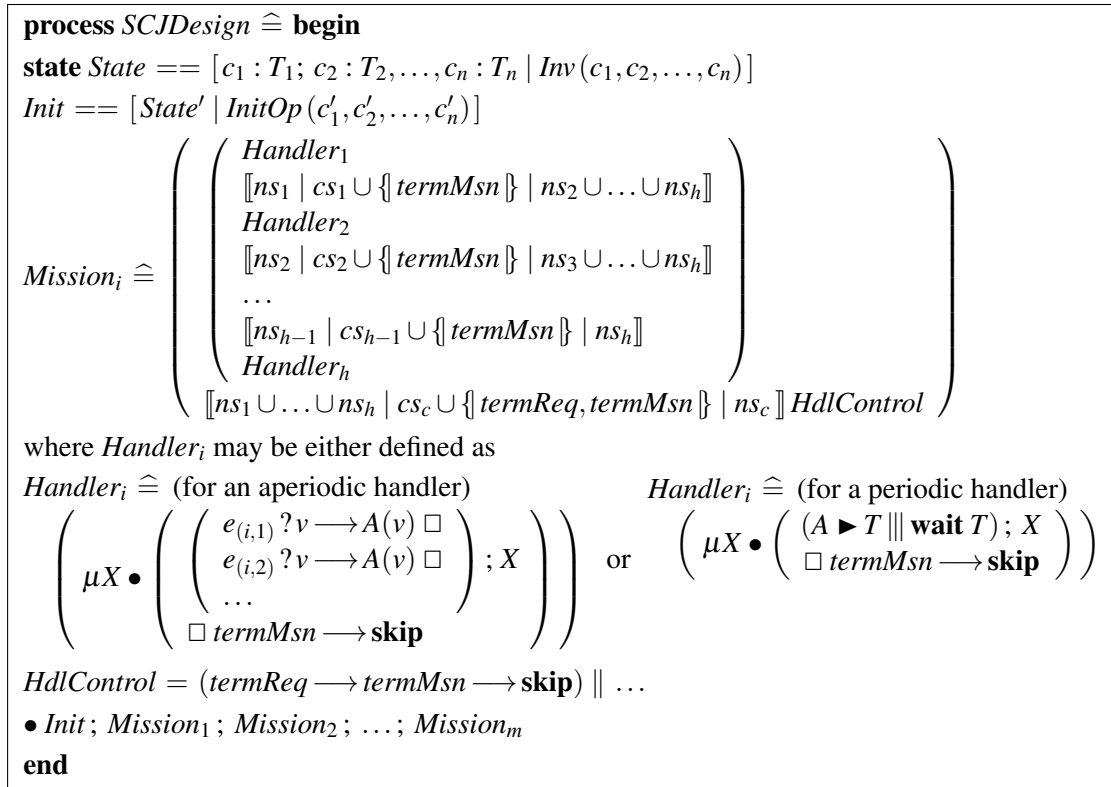 process SCJDesign ≙ begin
state State == [c₁ : T₁; c₂ : T₂,…,cₙ : Tₙ | Inv(c₁,c₂,…,cₙ)]
Init == [State′ | InitOp(c′₁,c′₂,…,c′ₙ)]
Missionᵢ ≙
Handler₁
⟦ns₁ | cs₁ ∪ {| termMsn |} | ns₂ ∪ … ∪ nsₕ⟧
Handler₂
⟦ns₂ | cs₂ ∪ {| termMsn |} | ns₃ ∪ … ∪ nsₕ⟧
…
⟦nsₕ₋₁ | csₕ₋₁ ∪ {| termMsn |} | nsₕ⟧
Handlerₕ
⟦ns₁ ∪ … ∪ nsₕ | cs_c ∪ {| termReq, termMsn |} | ns_c⟧ HdlControl
where Handlerᵢ may be either defined as
Handlerᵢ ≙ (for an aperiodic handler)
( μX • ( ( e₍ᵢ,₁₎?v ⟶ A(v) □
e₍ᵢ,₂₎?v ⟶ A(v) □
… ) ; X
□ termMsn ⟶ skip ) )
or
Handlerᵢ ≙ (for a periodic handler)
( μX • ( (A ► T ||| wait T) ; X
□ termMsn ⟶ skip ) )
HdlControl = (termReq ⟶ termMsn ⟶ skip) ∥ …
• Init ; Mission₁ ; Mission₂ ; … ; Missionₘ
end